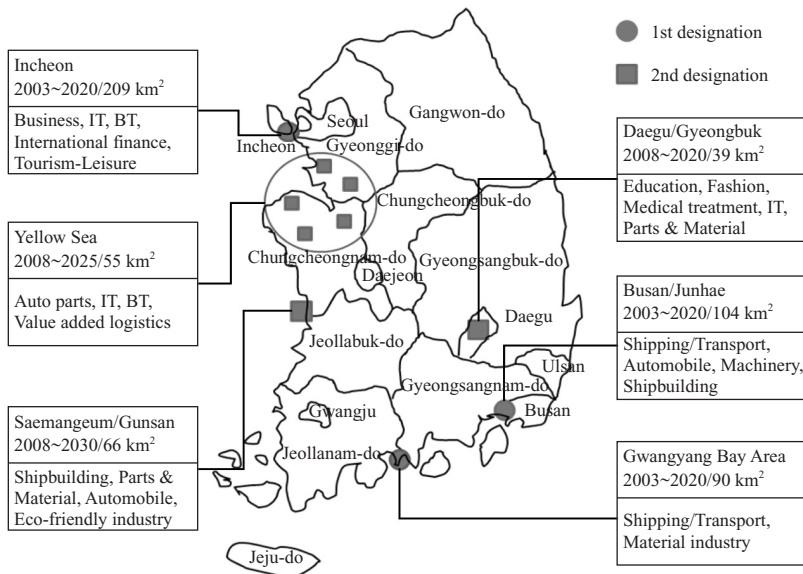 1st designation
2nd designation
Incheon
2003~2020/209 km²
Business, IT, BT,
International finance,
Tourism-Leisure
Yellow Sea
2008~2025/55 km²
Auto parts, IT, BT,
Value added logistics
Saemangeum/Gunsan
2008~2030/66 km²
Shipbuilding, Parts &
Material, Automobile,
Eco-friendly industry
Seoul
Incheon
Gyeonggi-do
Gangwon-do
Chungcheongbuk-do
Chungcheongnam-do
Daejeon
Gyeongsangbuk-do
Daegu
Jeollabuk-do
Ulsan
Gyeongsangnam-do
Gwangju
Busan
Jeollanam-do
Jeju-do
Daegu/Gyeongbuk
2008~2020/39 km²
Education, Fashion,
Medical treatment, IT,
Parts & Material
Busan/Junhae
2003~2020/104 km²
Shipping/Transport,
Automobile, Machinery,
Shipbuilding
Gwangyang Bay Area
2003~2020/90 km²
Shipping/Transport,
Material industry